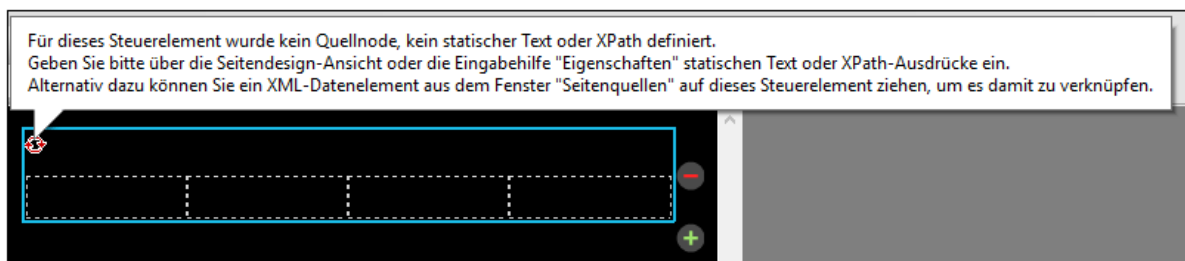 Für dieses Steuerelement wurde kein Quellnode, kein statischer Text oder XPath definiert.
Geben Sie bitte über die Seitendesign-Ansicht oder die Eingabehilfe "Eigenschaften" statischen Text oder XPath-Ausdrücke ein.
Alternativ dazu können Sie ein XML-Datenelement aus dem Fenster "Seitenquellen" auf dieses Steuerelement ziehen, um es damit zu verknüpfen.